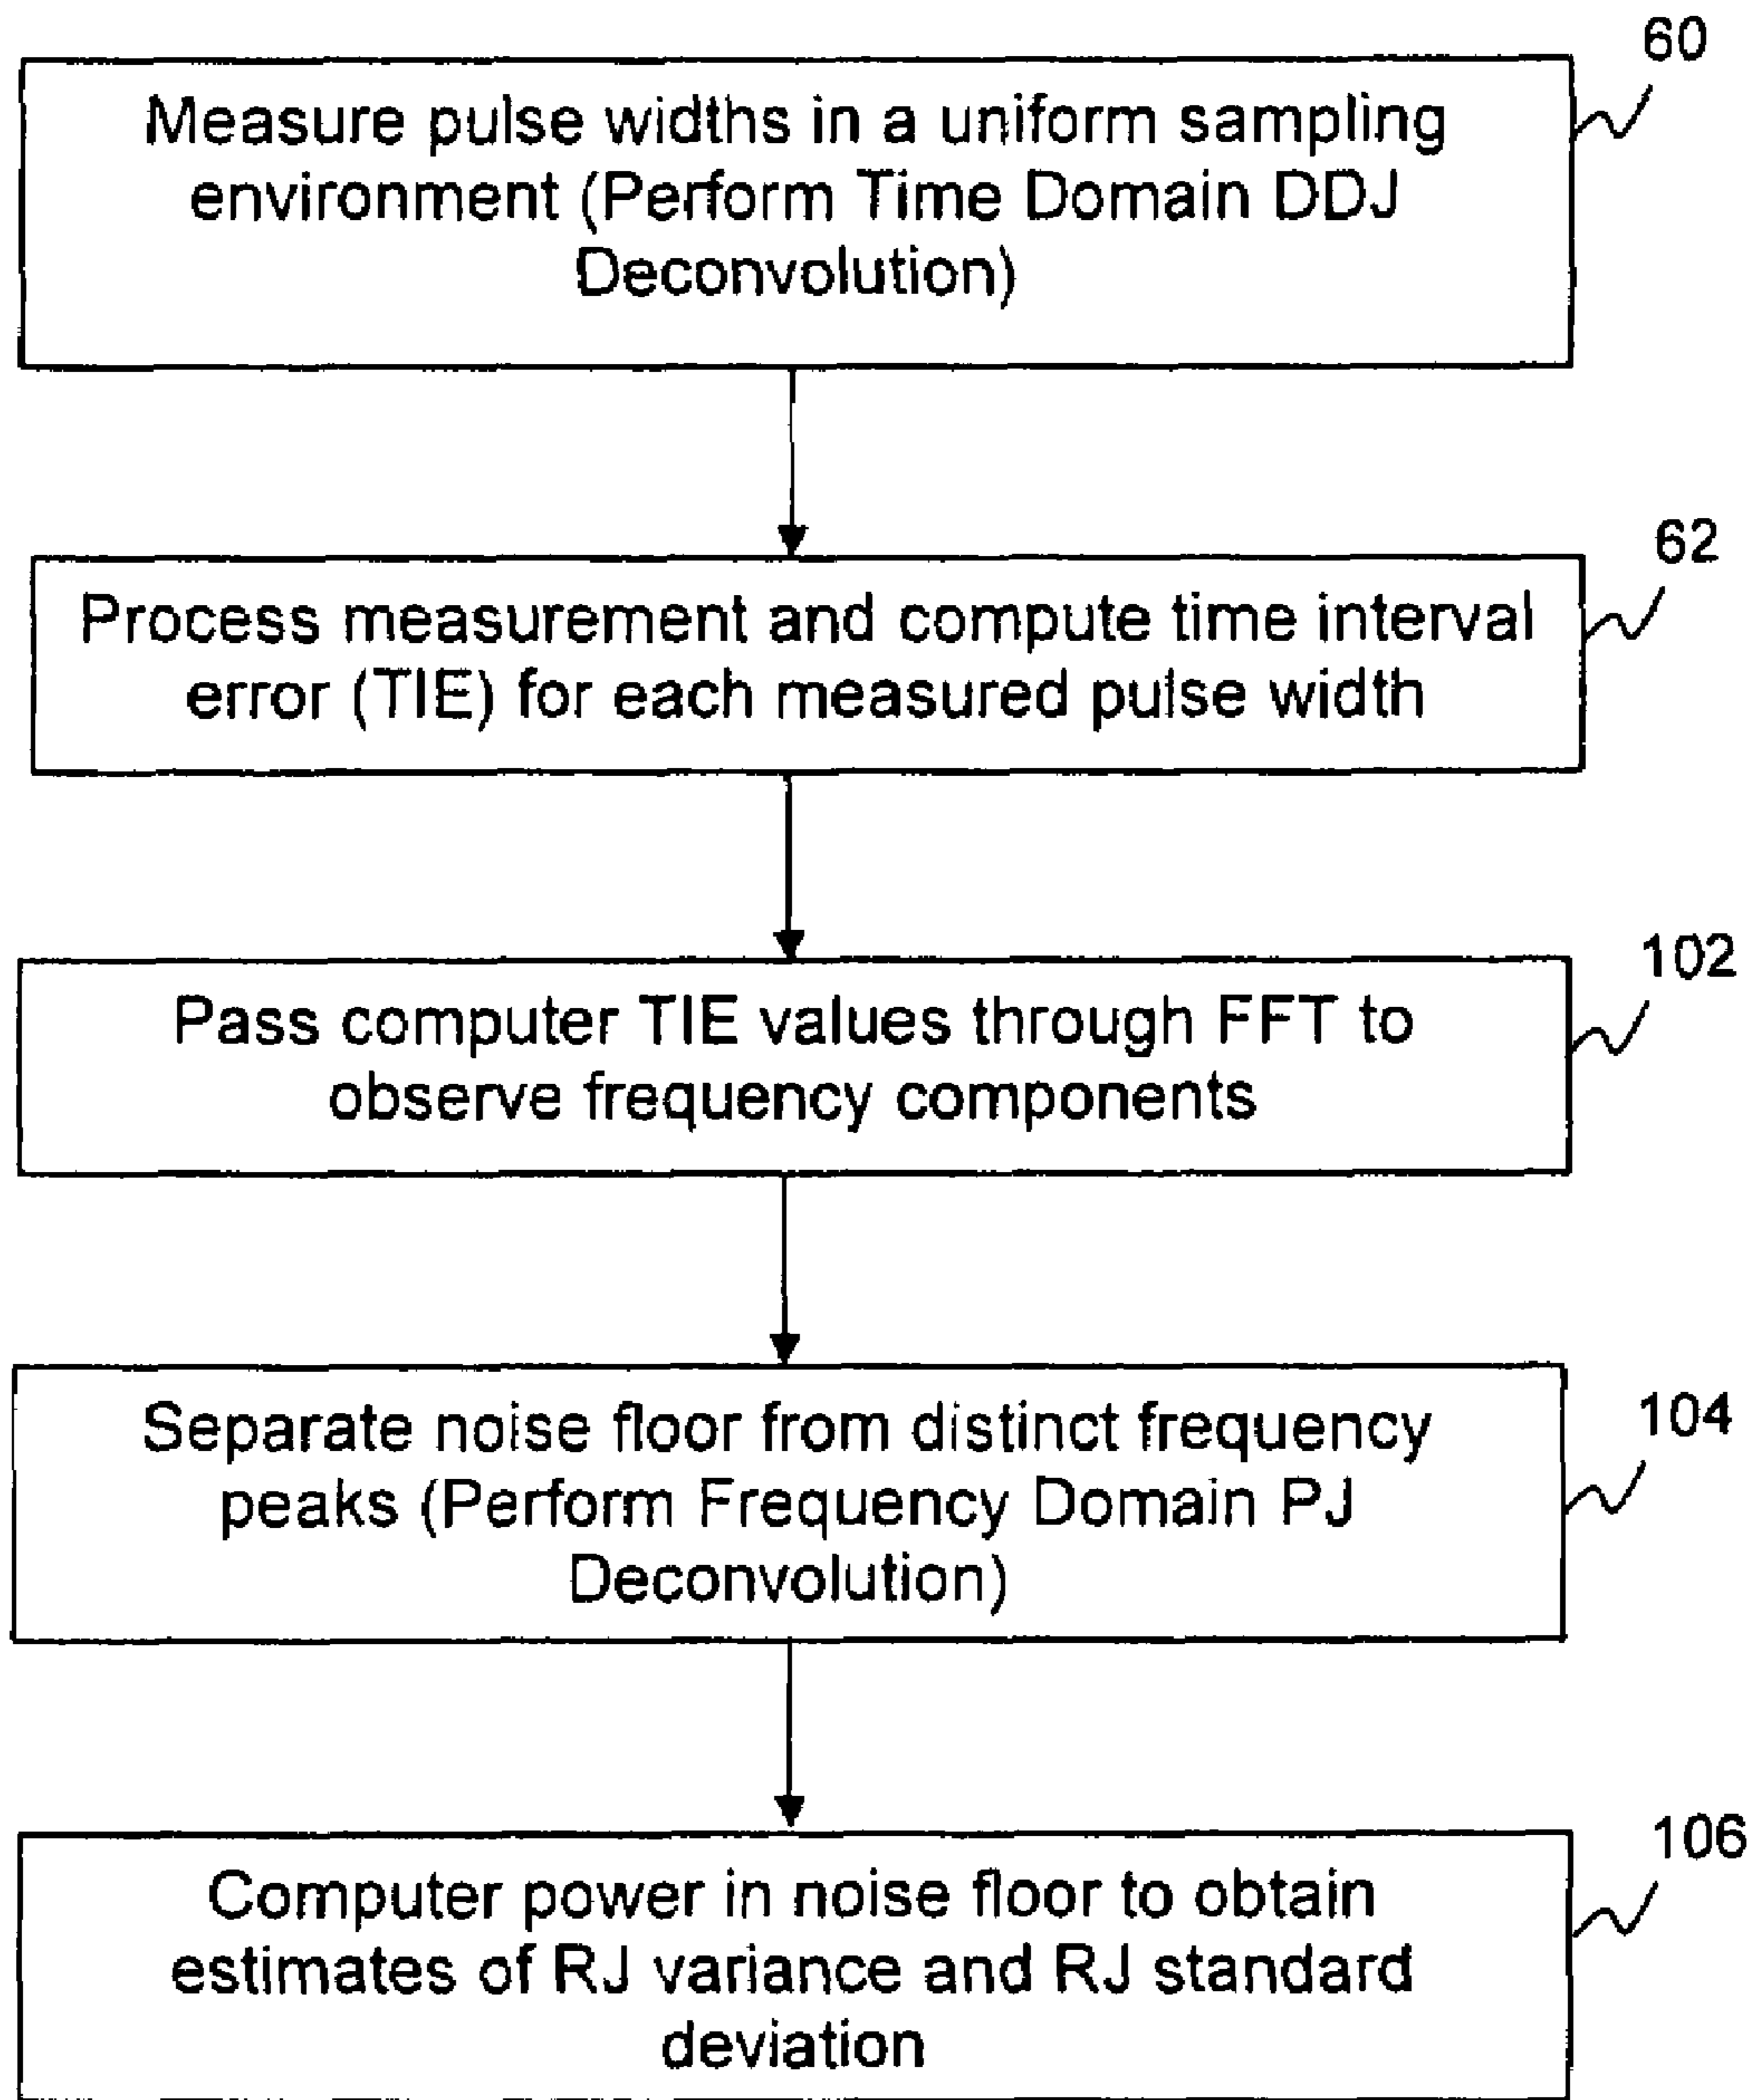 60
Measure pulse widths in a uniform sampling
environment (Perform Time Domain DDJ
Deconvolution)
62
Process measurement and compute time interval
error (TIE) for each measured pulse width
102
Pass computer TIE values through FFT to
observe frequency components
104
Separate noise floor from distinct frequency
peaks (Perform Frequency Domain PJ
Deconvolution)
106
Computer power in noise floor to obtain
estimates of RJ variance and RJ standard
deviation